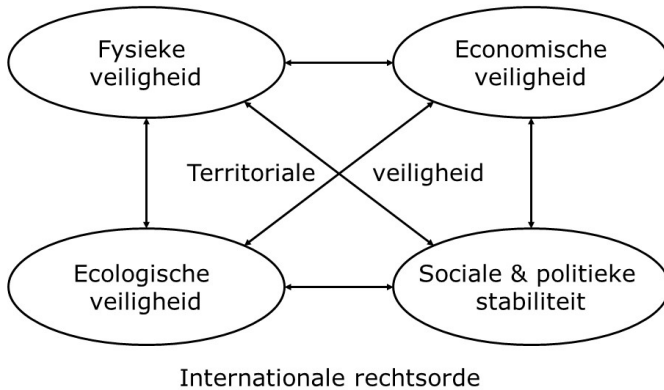 Fysieke
veiligheid
Economische
veiligheid
Territoriale veiligheid
Ecologische
veiligheid
Sociale & politieke
stabiliteit
Internationale rechtsorde